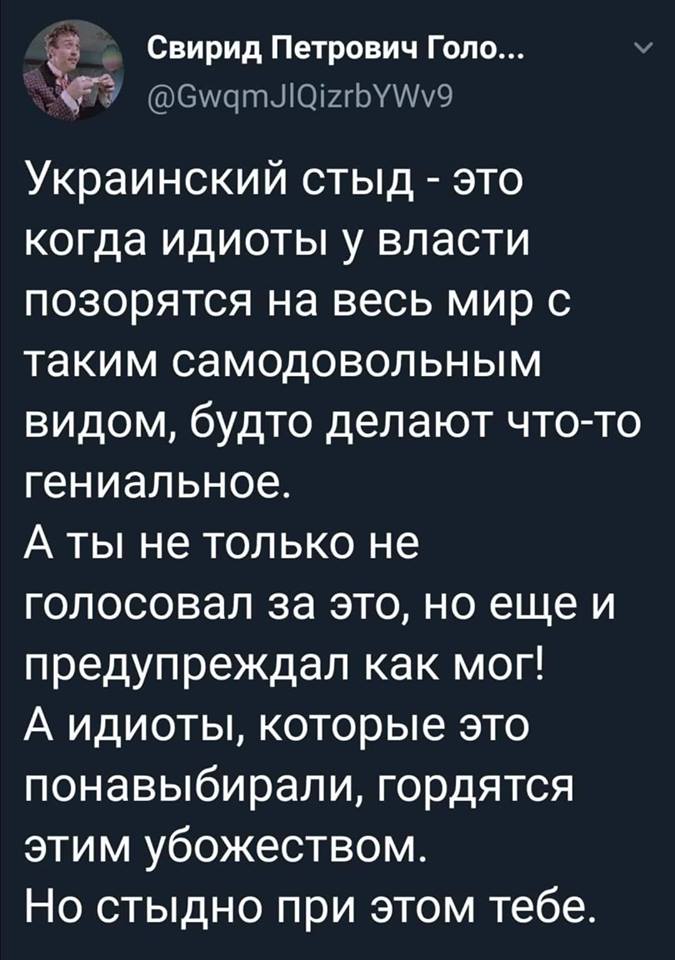 Свирид Петрович Голо...
@GwqmJlQizrbYWv9
Украинский стыд - это
когда идиоты у власти
позорятся на весь мир с
таким самодовольным
видом, будто делают что-то
гениальное.
А ты не только не
голосовал за это, но еще и
предупреждал как мог!
А идиоты, которые это
понавыбирали, гордятся
этим убожеством.
Но стыдно при этом тебе.